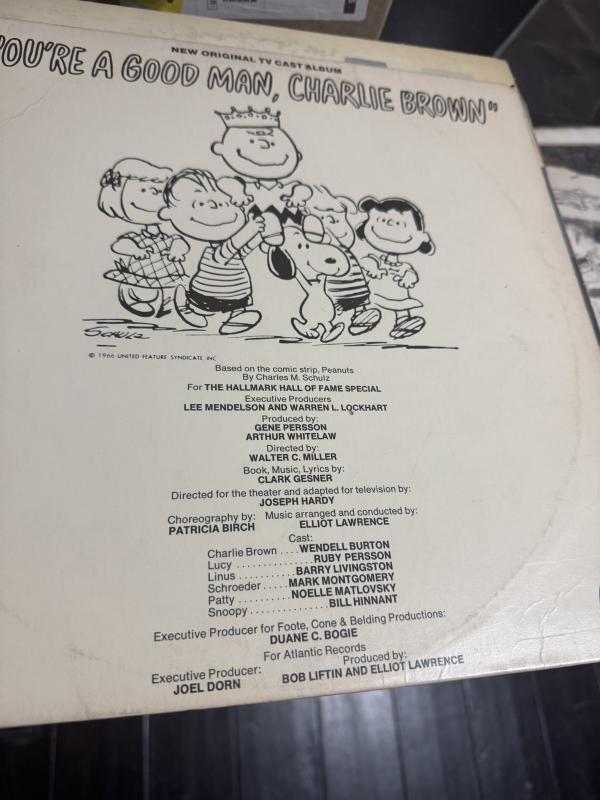 NEW ORIGINAL TV CAST ALBUM
YOU'RE A GOOD MAN, CHARLIE BROWN"
SCHULZ
© 1966 UNITED FEATURE SYNDICATE, INC
Based on the comic strip, Peanuts
By Charles M. Schulz
For THE HALLMARK HALL OF FAME SPECIAL
Executive Producers
LEE MENDELSON AND WARREN L. LOCKHART
Produced by:
GENE PERSSON
ARTHUR WHITELAW
Directed by:
WALTER C. MILLER
Book, Music, Lyrics by:
CLARK GESNER
Directed for the theater and adapted for television by:
JOSEPH HARDY
Choreography by: Music arranged and conducted by:
PATRICIA BIRCH ELLIOT LAWRENCE
Cast:
Charlie Brown .... WENDELL BURTON
Lucy ............... RUBY PERSSON
Linus ........... BARRY LIVINGSTON
Schroeder ..... MARK MONTGOMERY
Patty .......... NOELLE MATLOVSKY
Snoopy ............... BILL HINNANT
Executive Producer for Foote, Cone & Belding Productions:
DUANE C. BOGIE
For Atlantic Records
Executive Producer: Produced by:
JOEL DORN BOB LIFTIN AND ELLIOT LAWRENCE